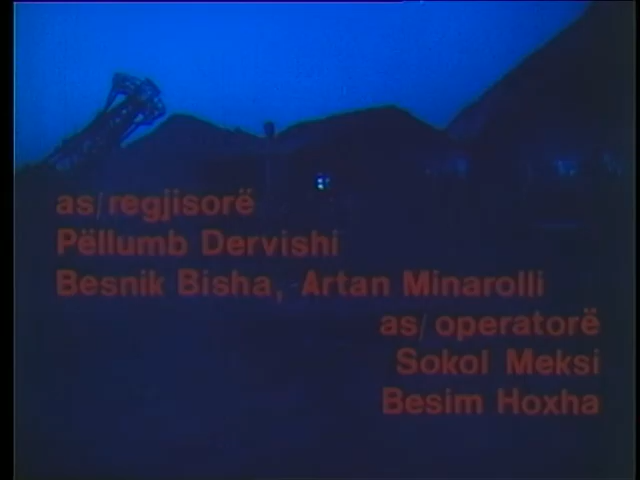 as/regjisorë
Pëllumb Dervishi
Besnik Bisha, Artan Minarolli
as/operatorë
Sokol Meksi
Besim Hoxha